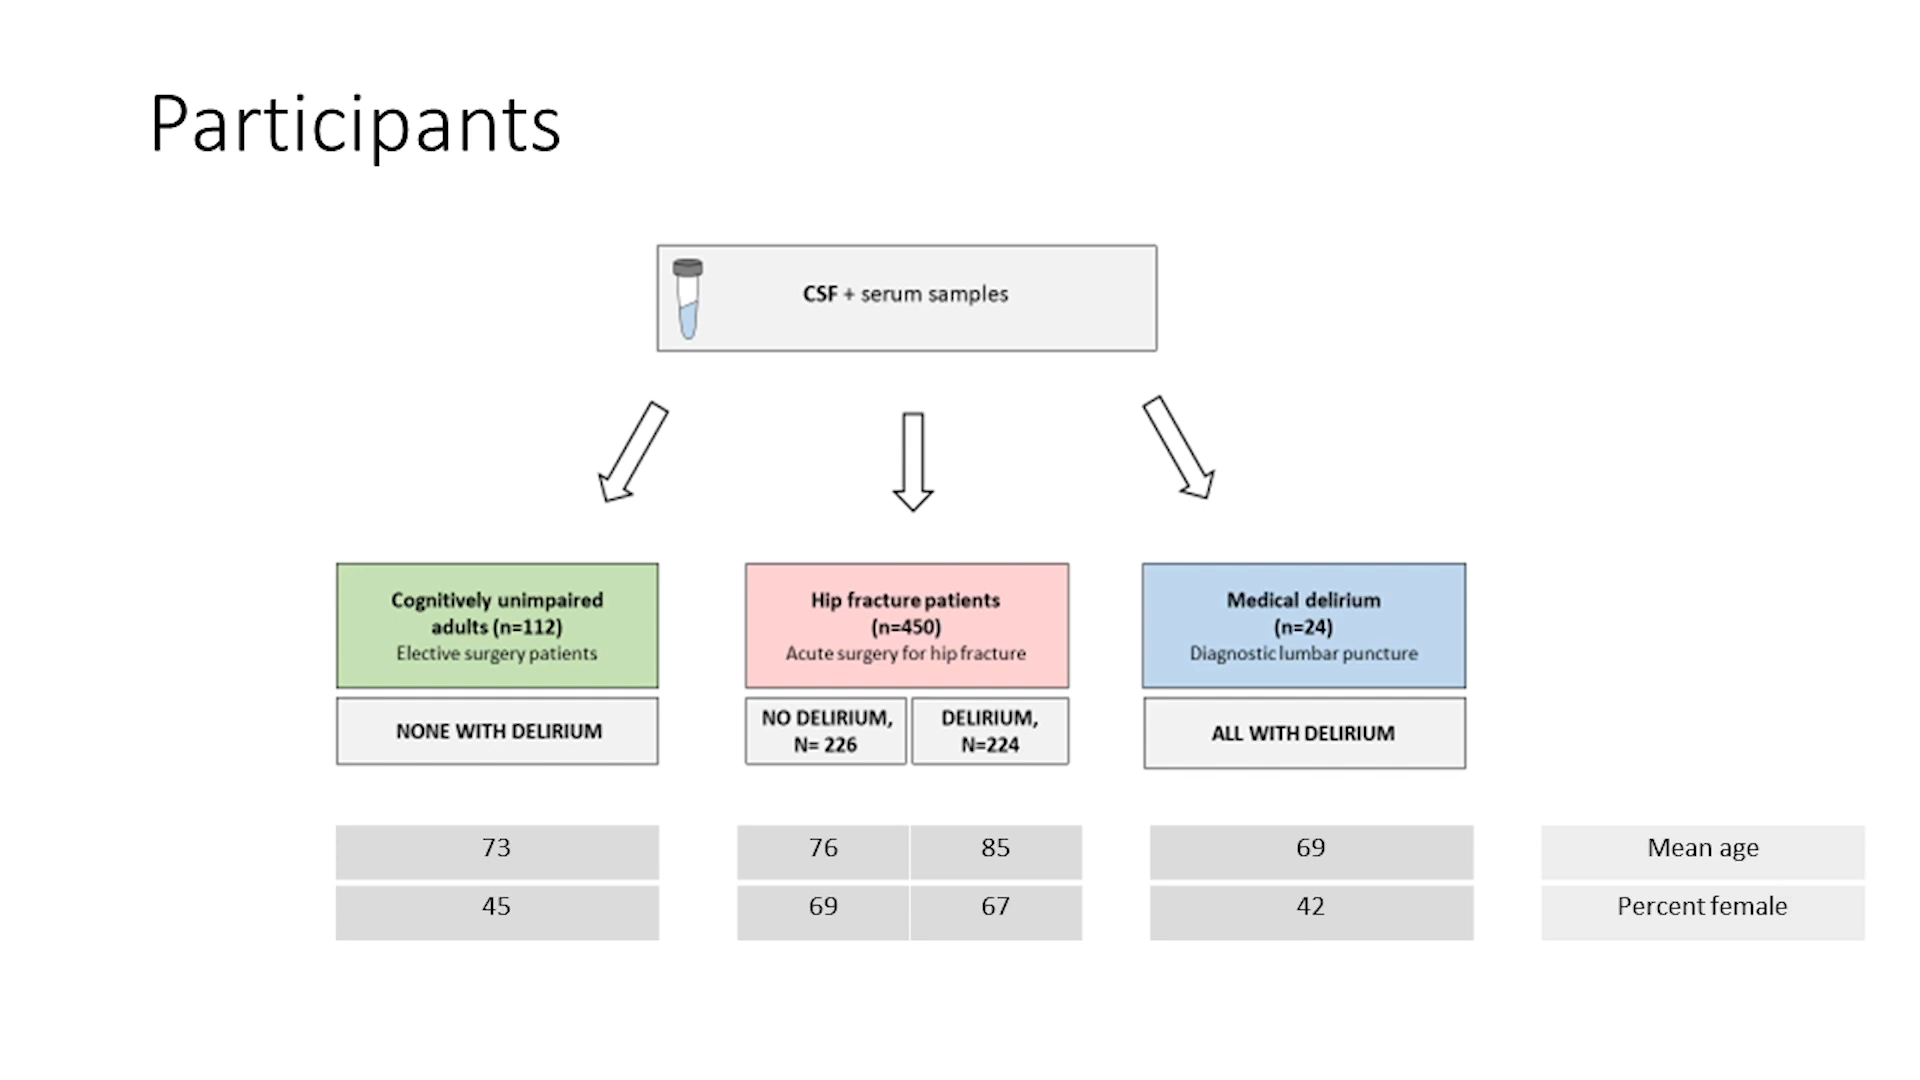 Participants
CSF + serum samples
Cognitively unimpaired
adults (n=112)
Elective surgery patients
NONE WITH DELIRIUM
Hip fracture patients
(n=450)
Acute surgery for hip fracture
NO DELIRIUM,
N= 226
DELIRIUM,
N=224
Medical delirium
(n=24)
Diagnostic lumbar puncture
ALL WITH DELIRIUM
73 76 85 69 Mean age
45 69 67 42 Percent female